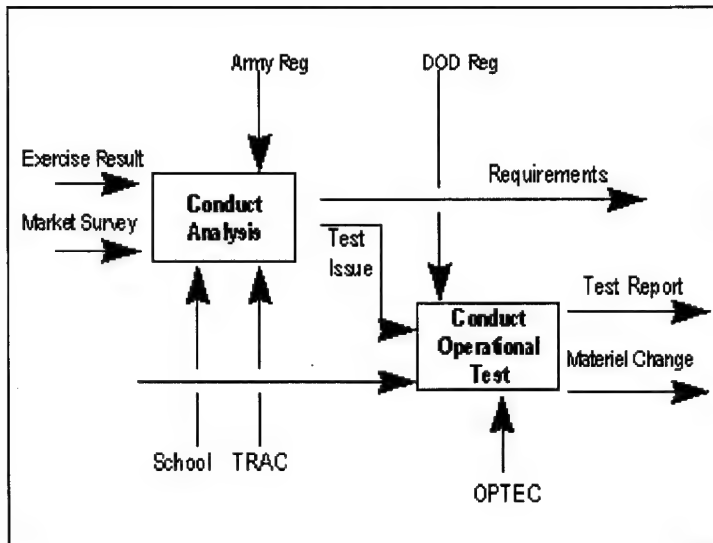 Army Reg
DOD Reg
Exercise Result
Market Survey
Conduct
Analysis
Requirements
Test
Issue
Conduct
Operational
Test
Test Report
Materiel Change
School
TRAC
OPTEC